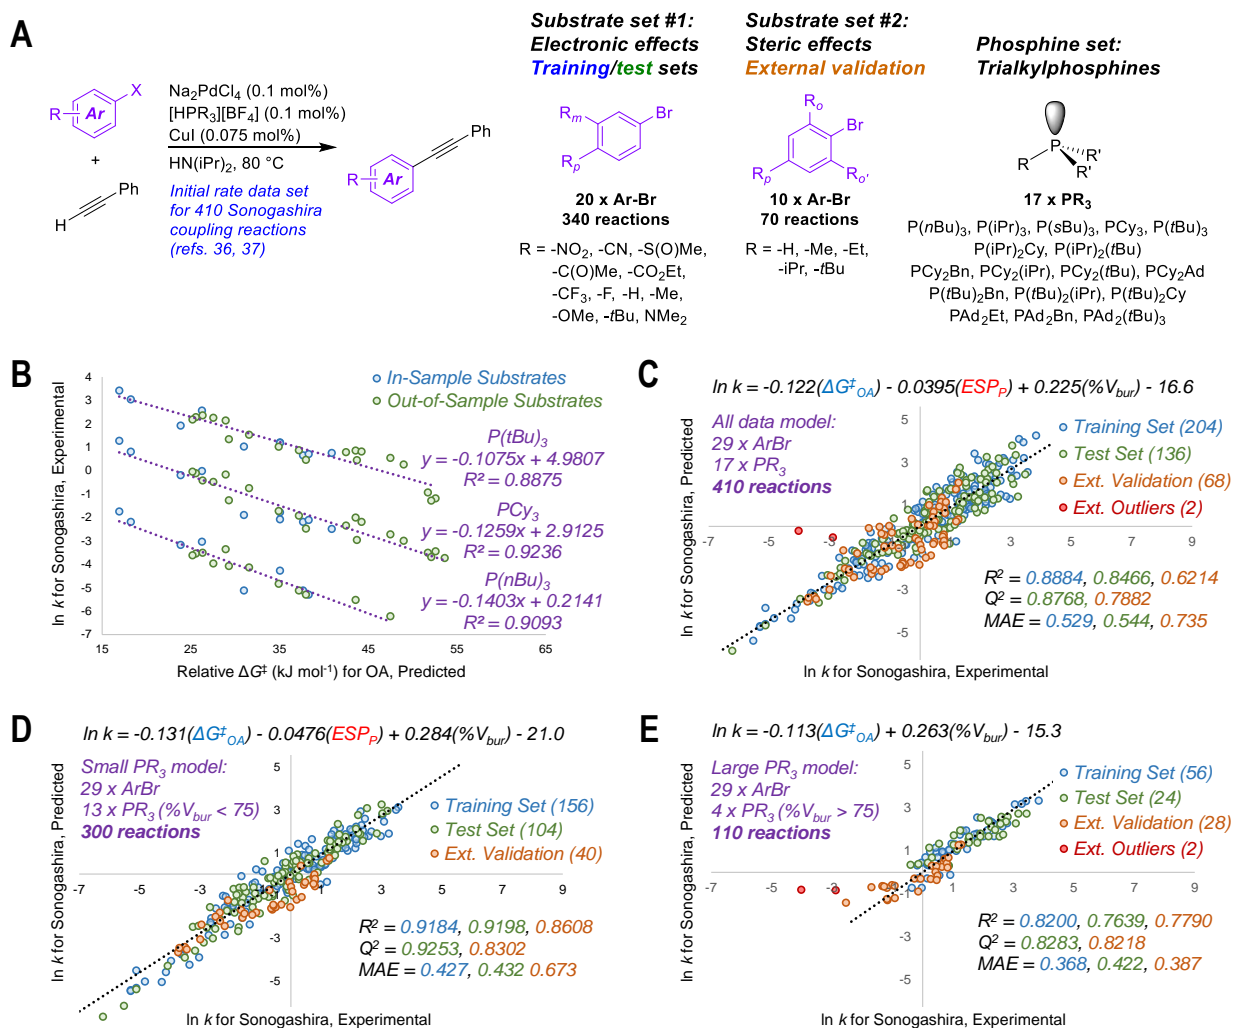 A
R
Ar
X
+
H
Ph
Na2PdCl4 (0.1 mol%)
[HPR3][BF4] (0.1 mol%)
CuI (0.075 mol%)
HN(iPr)2, 80 °C
Initial rate data set
for 410 Sonogashira
coupling reactions
(refs. 36, 37)
R
Ar
Ph
Substrate set #1:
Electronic effects
Training/test sets
Rm
Br
Rp
20 x Ar-Br
340 reactions
R = -NO2, -CN, -S(O)Me,
-C(O)Me, -CO2Et,
-CF3, -F, -H, -Me,
-OMe, -tBu, NMe2
Substrate set #2:
Steric effects
External validation
Ro
Br
Rp
Ro'
10 x Ar-Br
70 reactions
R = -H, -Me, -Et,
-iPr, -tBu
Phosphine set:
Trialkylphosphines
R
P
R'
R'
17 x PR3
P(nBu)3, P(iPr)3, P(sBu)3, PCy3, P(tBu)3
P(iPr)2Cy, P(iPr)2(tBu)
PCy2Bn, PCy2(iPr), PCy2(tBu), PCy2Ad
P(tBu)2Bn, P(tBu)2(iPr), P(tBu)2Cy
PAd2Et, PAd2Bn, PAd2(tBu)3
B
ln k for Sonogashira, Experimental
4
3
2
1
0
-1
-2
-3
-4
-5
-6
-7
15
25
35
45
55
65
Relative ΔG‡ (kJ mol-1) for OA, Predicted
In-Sample Substrates
Out-of-Sample Substrates
P(tBu)3
y = -0.1075x + 4.9807
R² = 0.8875
PCy3
y = -0.1259x + 2.9125
R² = 0.9236
P(nBu)3
y = -0.1403x + 0.2141
R² = 0.9093
C
ln k = -0.122(ΔG‡OA) - 0.0395(ESPP) + 0.225(%Vbur) - 16.6
All data model:
29 x ArBr
17 x PR3
410 reactions
Training Set (204)
Test Set (136)
Ext. Validation (68)
Ext. Outliers (2)
R2 = 0.8884, 0.8466, 0.6214
Q2 = 0.8768, 0.7882
MAE = 0.529, 0.544, 0.735
ln k for Sonogashira, Predicted
5
3
-3
-5
-7
-5
-3
1
3
5
7
9
ln k for Sonogashira, Experimental
D
ln k = -0.131(ΔG‡OA) - 0.0476(ESPP) + 0.284(%Vbur) - 21.0
Small PR3 model:
29 x ArBr
13 x PR3 (%Vbur < 75)
300 reactions
Training Set (156)
Test Set (104)
Ext. Validation (40)
R2 = 0.9184, 0.9198, 0.8608
Q2 = 0.9253, 0.8302
MAE = 0.427, 0.432 0.673
ln k for Sonogashira, Predicted
5
3
1
-3
-5
-7
-5
-3
1
3
5
7
9
ln k for Sonogashira, Experimental
E
ln k = -0.113(ΔG‡OA) + 0.263(%Vbur) - 15.3
Large PR3 model:
29 x ArBr
4 x PR3 (%Vbur > 75)
110 reactions
Training Set (56)
Test Set (24)
Ext. Validation (28)
Ext. Outliers (2)
R2 = 0.8200, 0.7639, 0.7790
Q2 = 0.8283, 0.8218
MAE = 0.368, 0.422, 0.387
ln k for Sonogashira, Predicted
5
3
1
-3
-5
-7
-5
-3
1
3
5
7
9
ln k for Sonogashira, Experimental